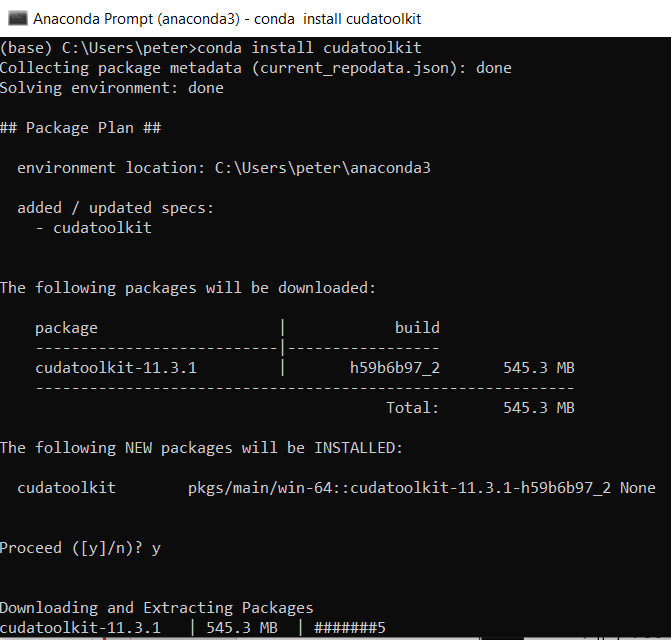 Anaconda Prompt (anaconda3) - conda  install cudatoolkit
(base) C:\Users\peter>conda install cudatoolkit
Collecting package metadata (current_repodata.json): done
Solving environment: done
## Package Plan ##
  environment location: C:\Users\peter\anaconda3
  added / updated specs:
    - cudatoolkit
The following packages will be downloaded:
    package                    |            build
    ---------------------------|-----------------
    cudatoolkit-11.3.1         |       h59b6b97_2       545.3 MB
    ------------------------------------------------------------
                                           Total:       545.3 MB
The following NEW packages will be INSTALLED:
  cudatoolkit        pkgs/main/win-64::cudatoolkit-11.3.1-h59b6b97_2 None
Proceed ([y]/n)? y
Downloading and Extracting Packages
cudatoolkit-11.3.1   | 545.3 MB  | #######5